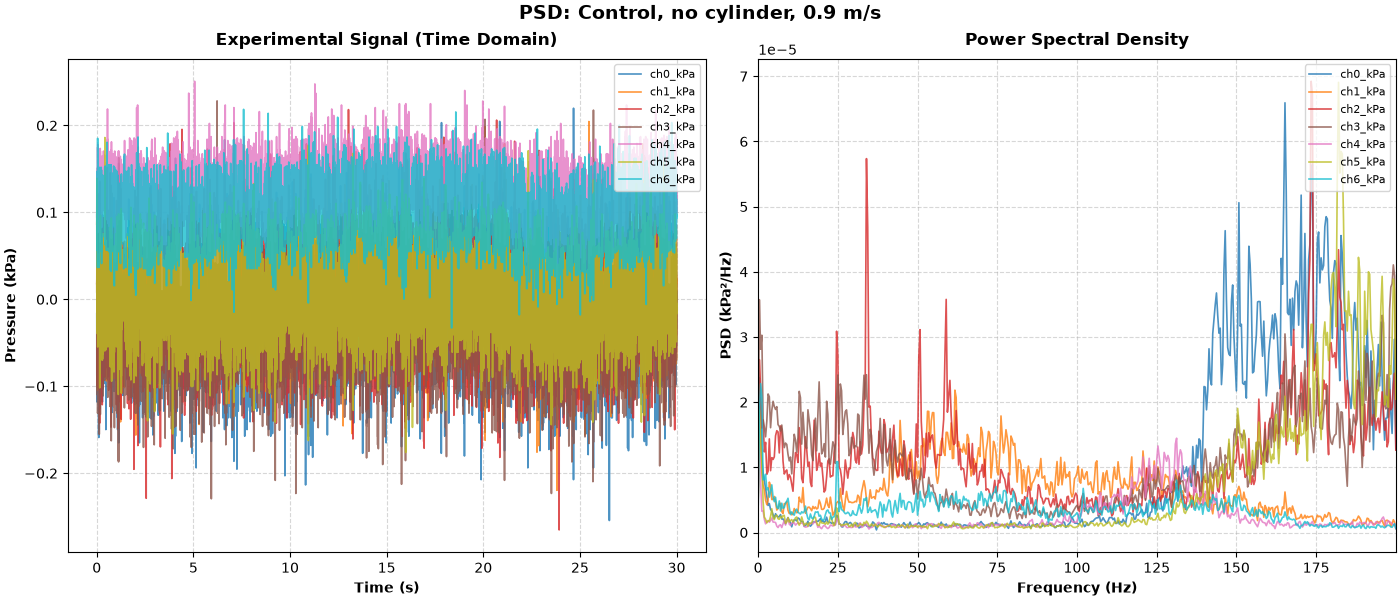 PSD: Control, no cylinder, 0.9 m/s
Experimental Signal (Time Domain)
Pressure (kPa)
0.2
0.1
0.0
−0.1
−0.2
ch0_kPa
ch1_kPa
ch2_kPa
ch3_kPa
ch4_kPa
ch5_kPa
ch6_kPa
0 5 10 15 20 25 30
Time (s)
Power Spectral Density
1e−5
PSD (kPa²/Hz)
7
6
5
4
3
2
1
0
ch0_kPa
ch1_kPa
ch2_kPa
ch3_kPa
ch4_kPa
ch5_kPa
ch6_kPa
0 25 50 75 100 125 150 175
Frequency (Hz)